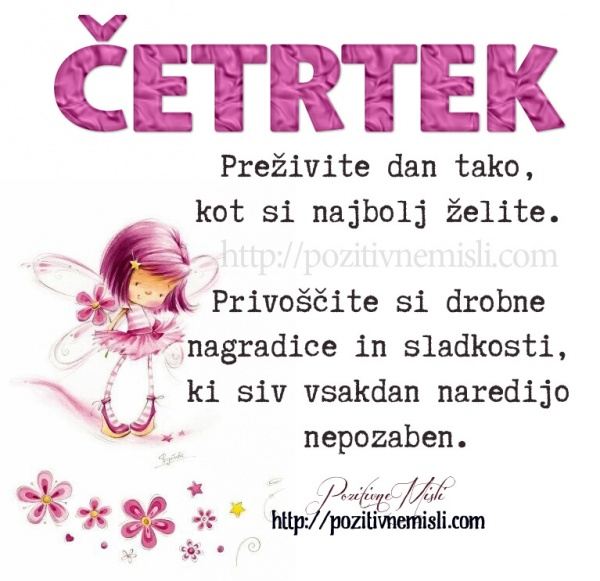 ČETRTEK
Preživite dan tako,
kot si najbolj želite.
http://pozitivnemisli.com
Privoščite si drobne
nagradice in sladkosti,
ki siv vsakdan naredijo
nepozaben.
Pozitivne Misli
http://pozitivnemisli.com